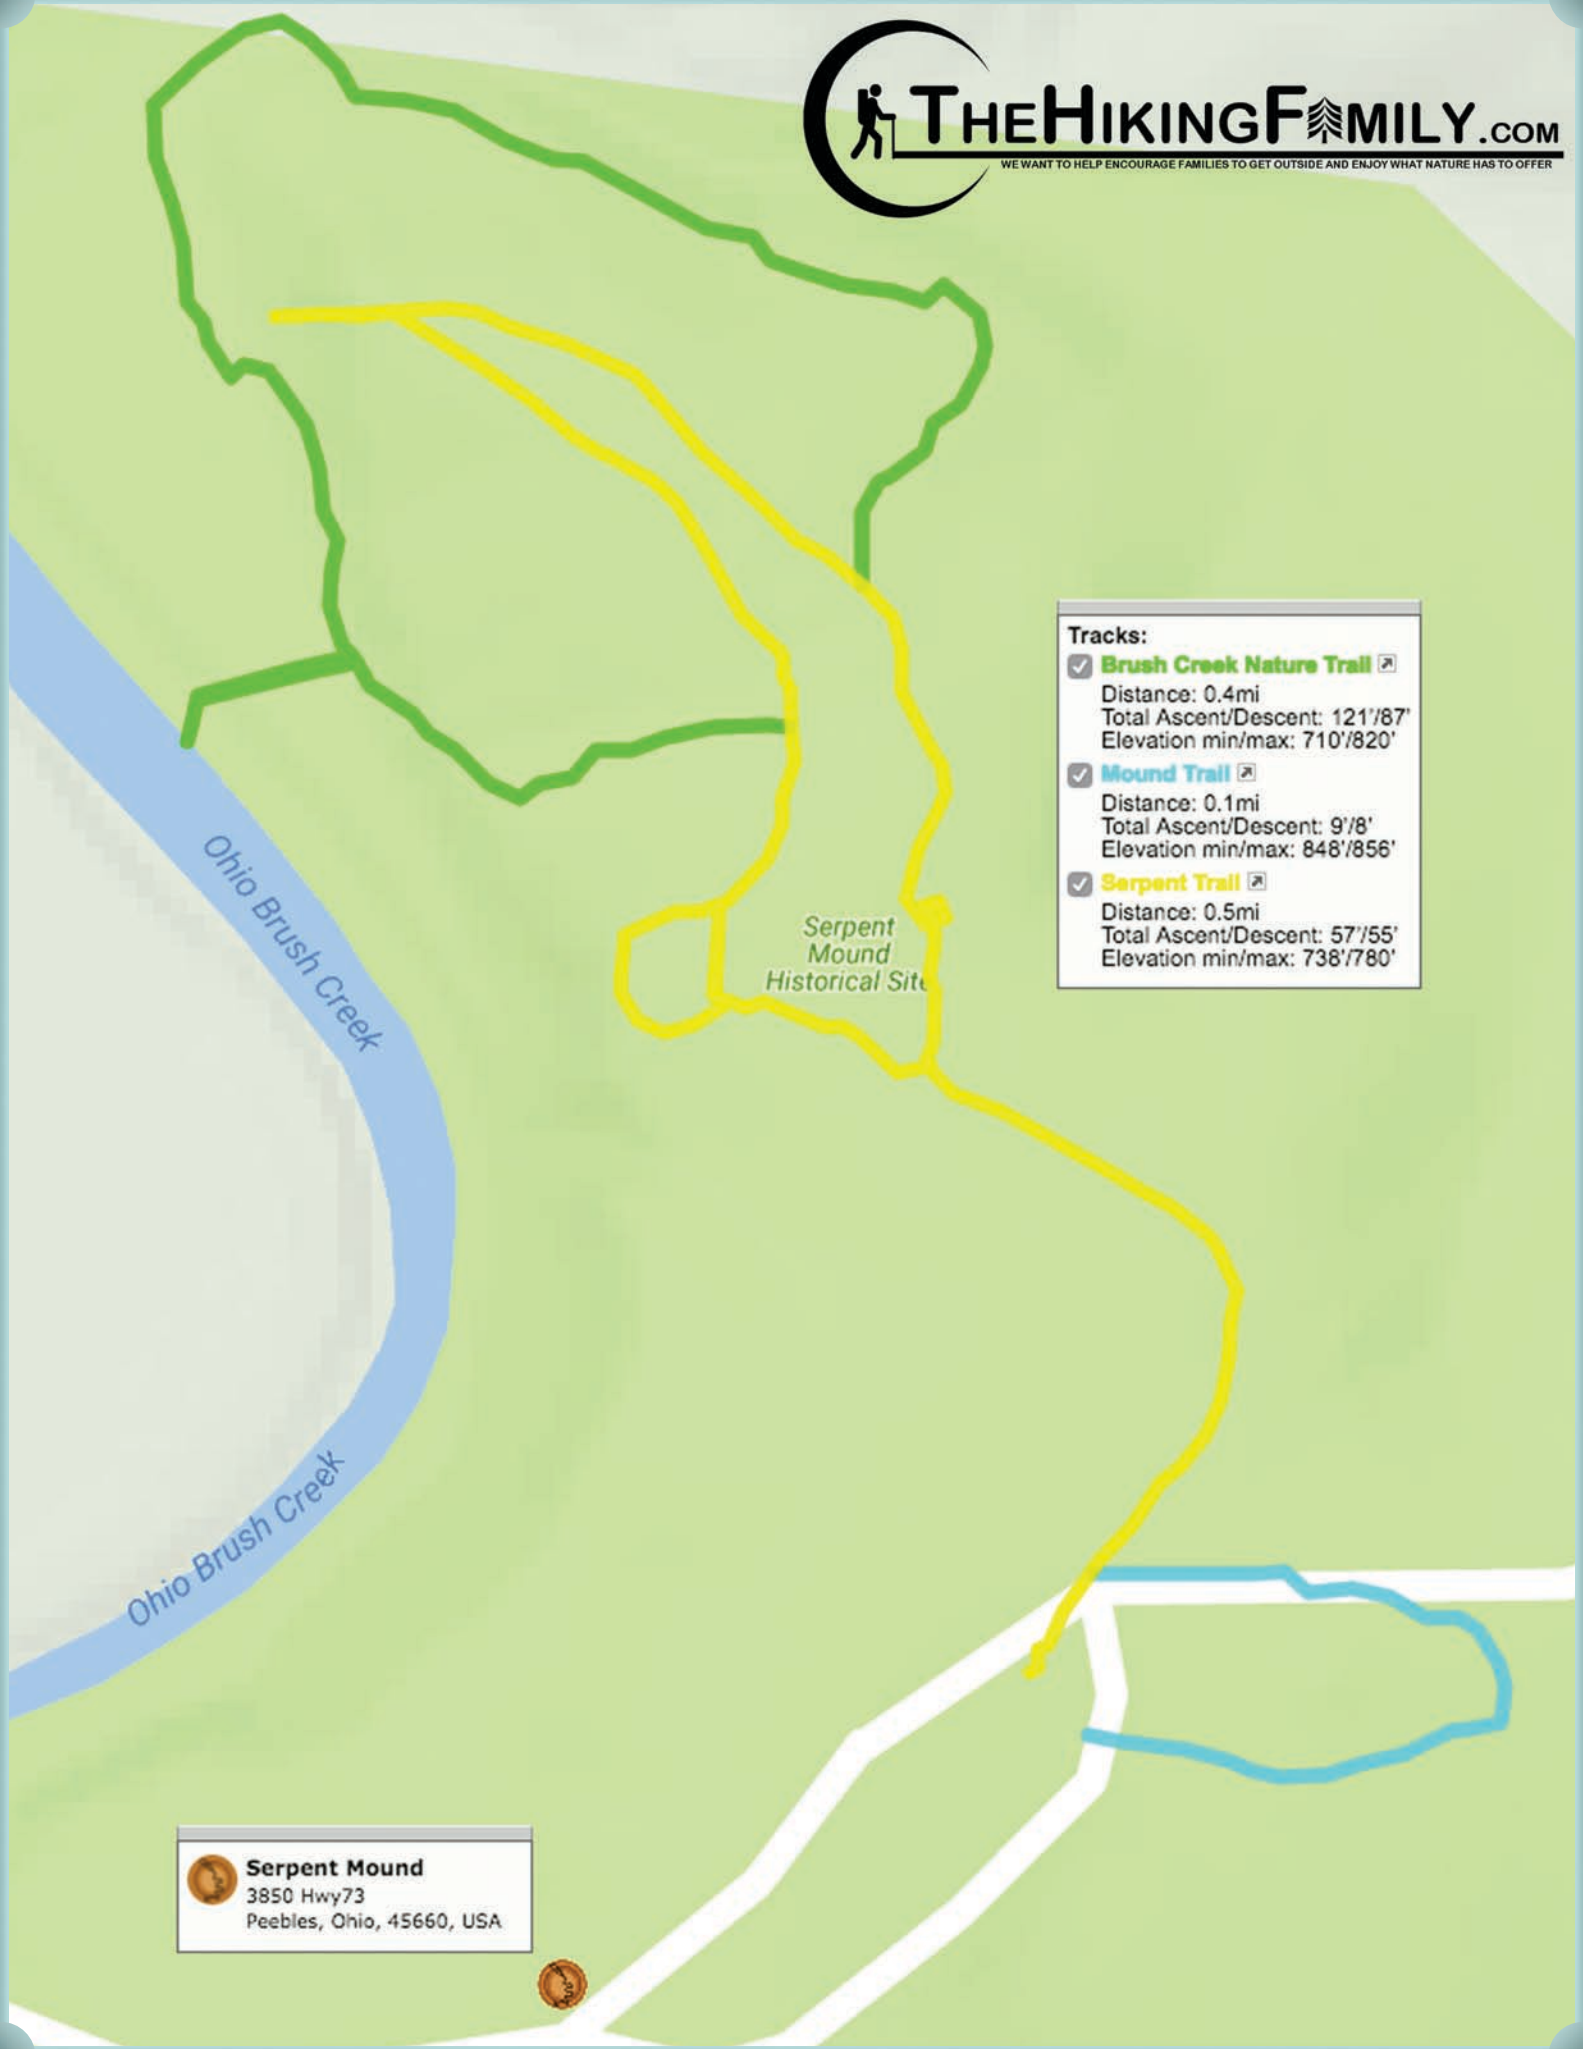 THEHIKINGFAMILY.COM
WE WANT TO HELP ENCOURAGE FAMILIES TO GET OUTSIDE AND ENJOY WHAT NATURE HAS TO OFFER
Tracks:
Brush Creek Nature Trail
Distance: 0.4mi
Total Ascent/Descent: 121'/87'
Elevation min/max: 710'/820'
Mound Trail
Distance: 0.1mi
Total Ascent/Descent: 9'/8'
Elevation min/max: 848'/856'
Serpent Trail
Distance: 0.5mi
Total Ascent/Descent: 57'/55'
Elevation min/max: 738'/780'
Ohio Brush Creek
Serpent
Mound
Historical Site
Ohio Brush Creek
Serpent Mound
3850 Hwy73
Peebles, Ohio, 45660, USA